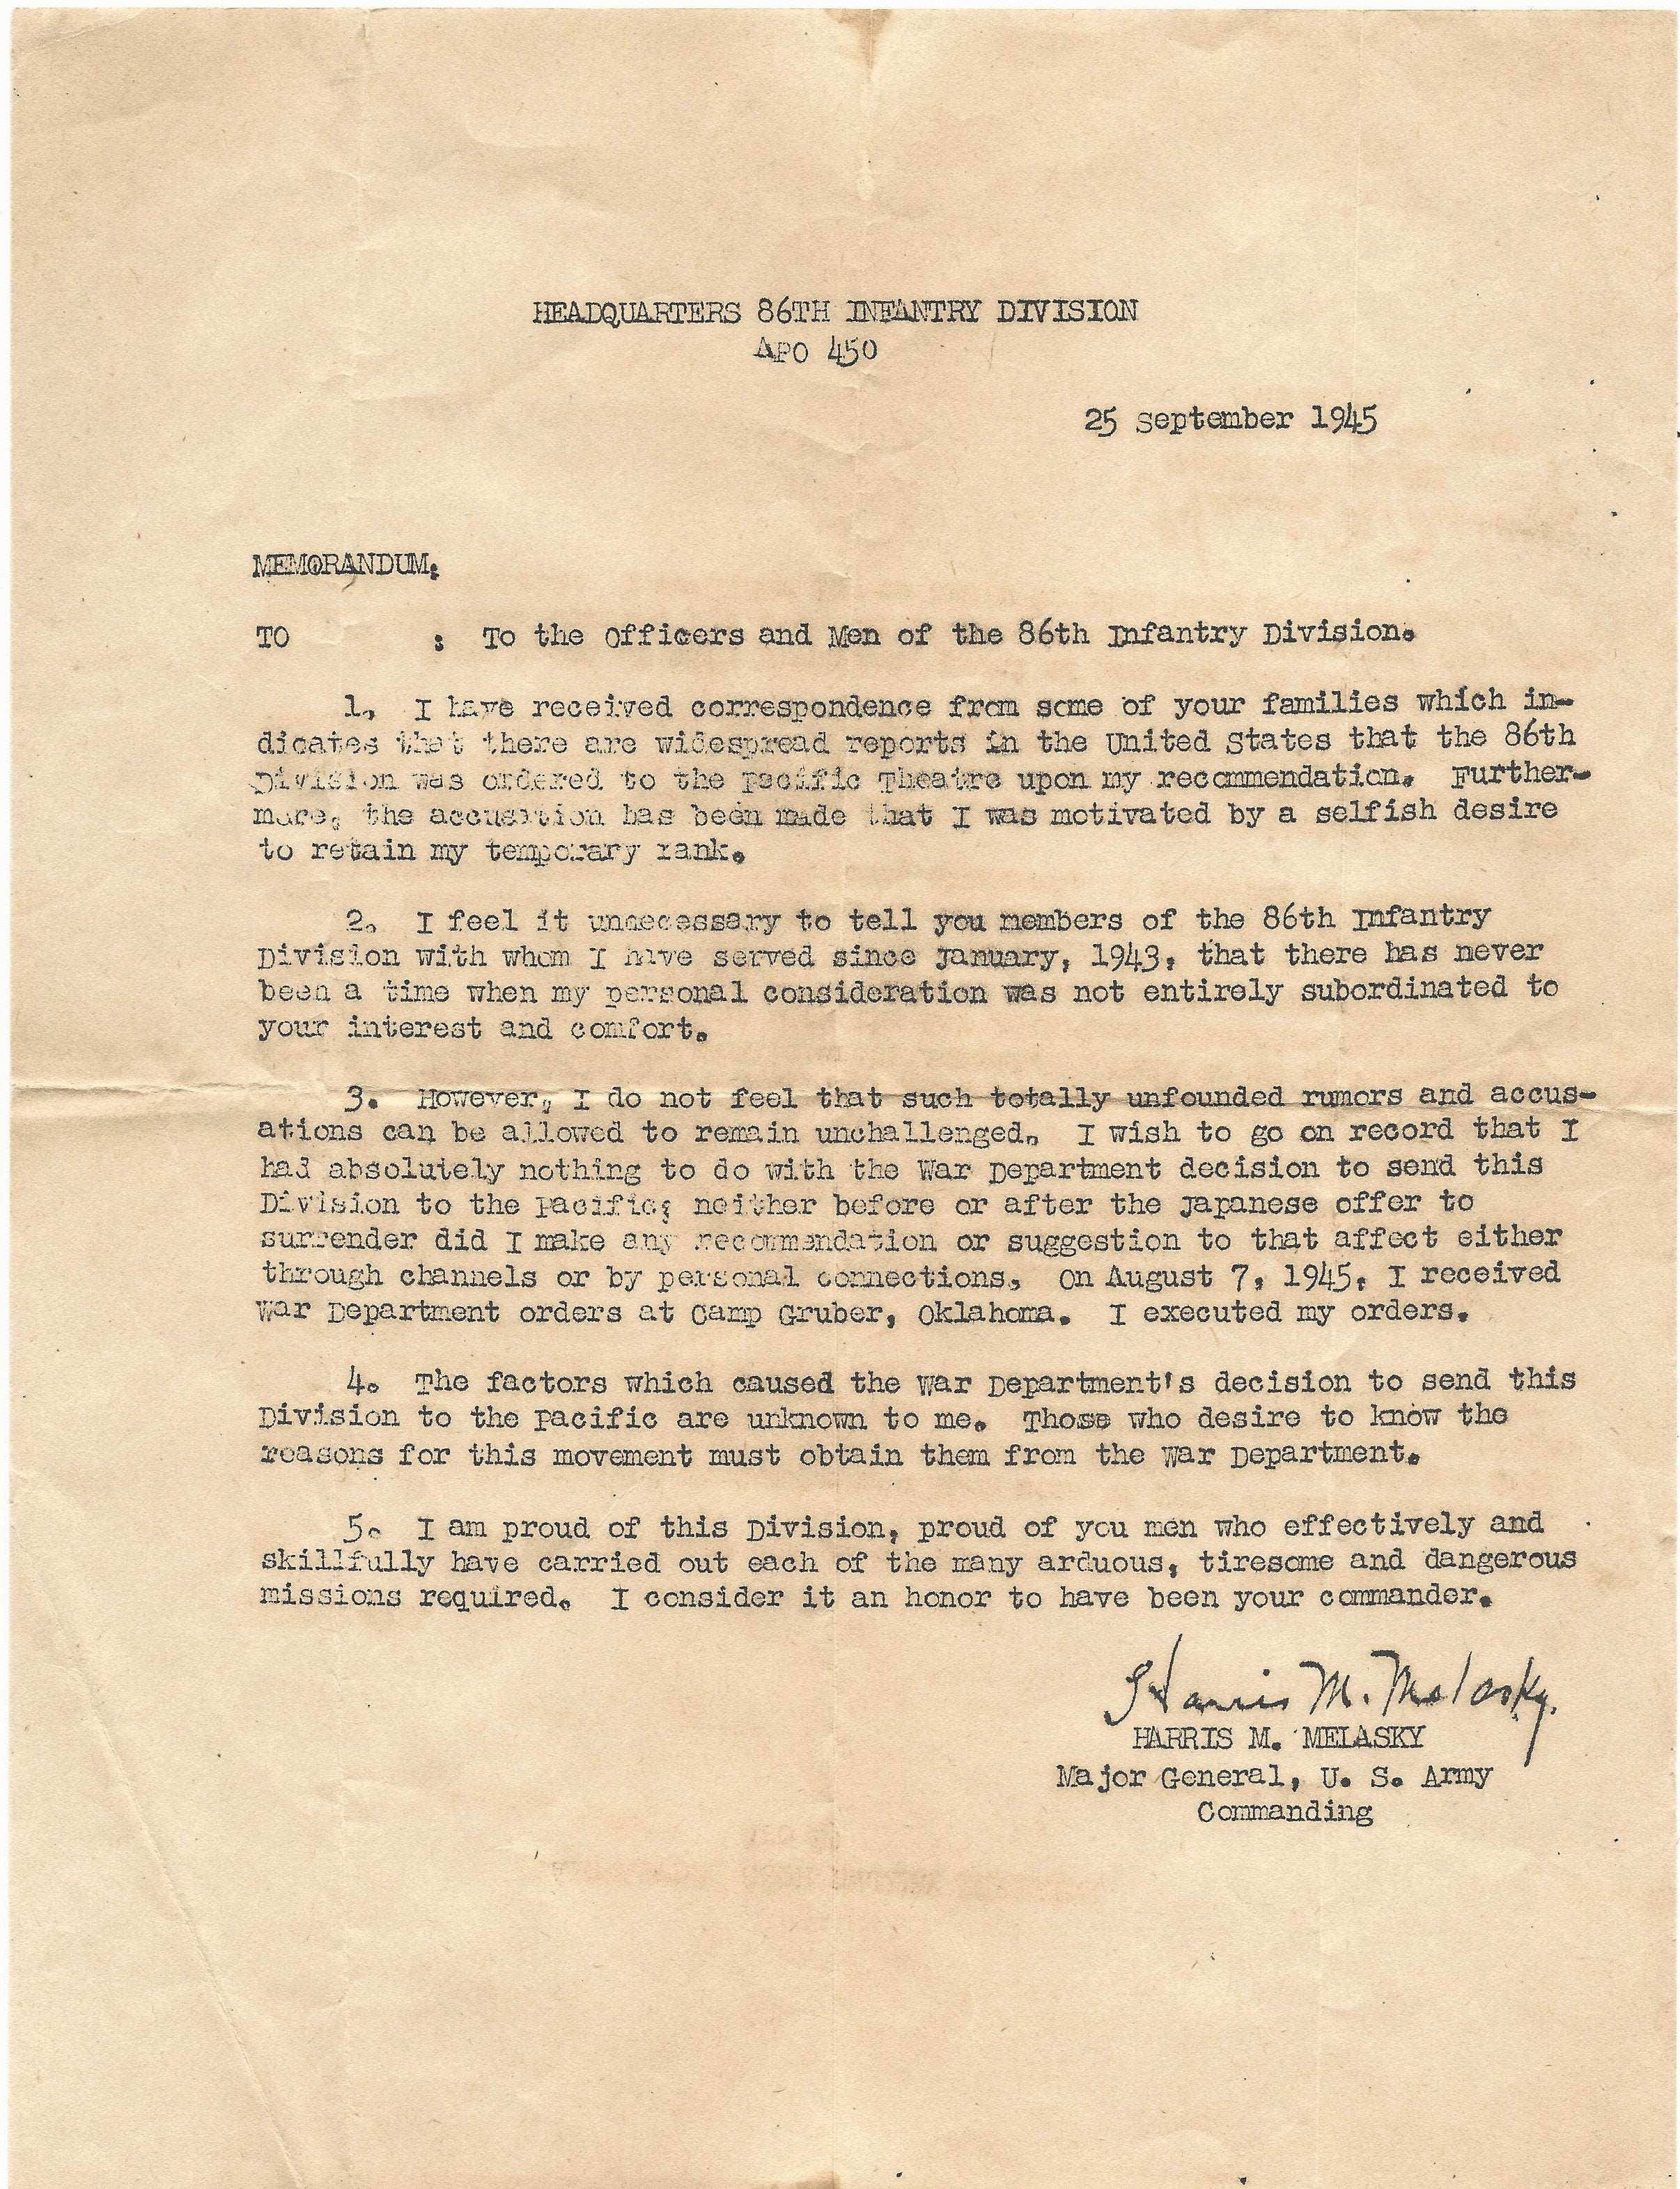 HEADQUARTERS 86TH INFANTRY DIVISION
APO 450
25 September 1945
MEMORANDUM:
TO : To the Officers and Men of the 86th Infantry Division.
1. I have received correspondence from some of your families which in-
dicates that there are widespread reports in the United States that the 86th
Division was ordered to the Pacific Theatre upon my recommendation. Further-
more, the accusation has been made that I was motivated by a selfish desire
to retain my temporary rank.
2. I feel it unnecessary to tell you members of the 86th Infantry
Division with whom I have served since January, 1943, that there has never
been a time when my personal consideration was not entirely subordinated to
your interest and comfort.
3. However, I do not feel that such totally unfounded rumors and accus-
ations can be allowed to remain unchallenged. I wish to go on record that I
had absolutely nothing to do with the War Department decision to send this
Division to the Pacific; neither before or after the Japanese offer to
surrender did I make any recommendation or suggestion to that affect either
through channels or by personal connections. On August 7, 1945, I received
War Department orders at Camp Gruber, Oklahoma. I executed my orders.
4. The factors which caused the War Department's decision to send this
Division to the Pacific are unknown to me. Those who desire to know the
reasons for this movement must obtain them from the War Department.
5. I am proud of this Division, proud of you men who effectively and
skillfully have carried out each of the many arduous, tiresome and dangerous
missions required. I consider it an honor to have been your commander.
Harris M. Melasky.
HARRIS M. MELASKY
Major General, U. S. Army
Commanding